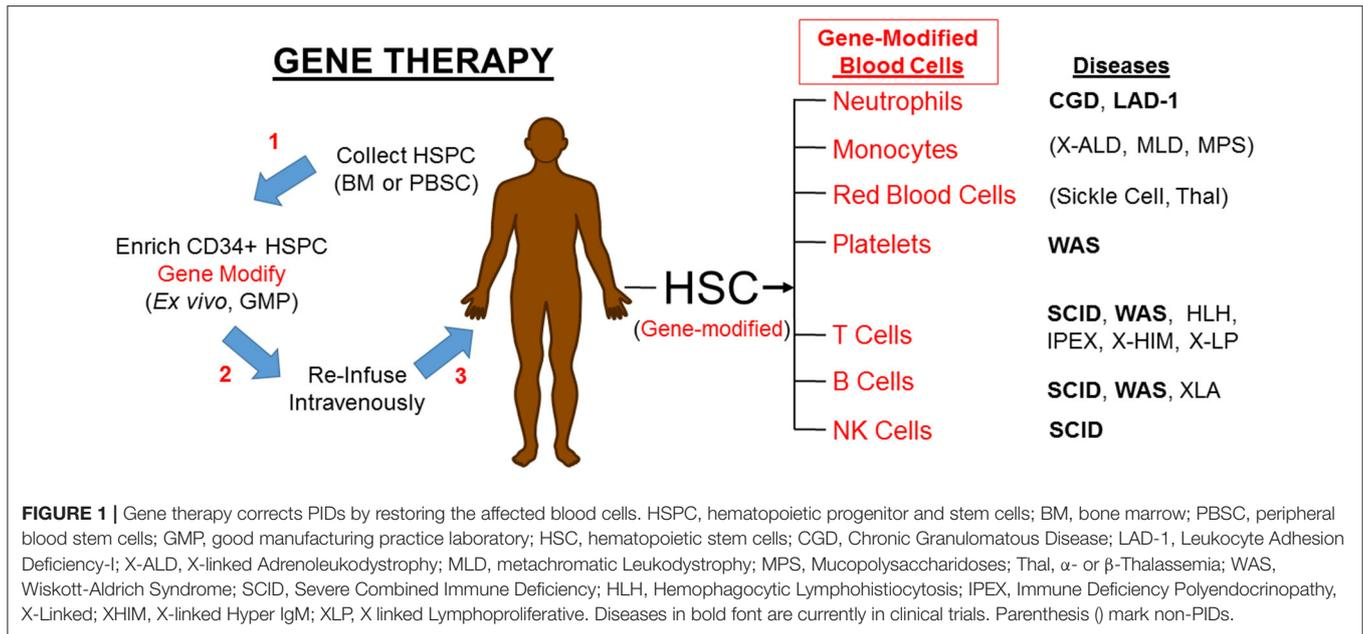 GENE THERAPY
1
Collect HSPC
(BM or PBSC)
Enrich CD34+ HSPC
Gene Modify
(Ex vivo, GMP)
2
Re-Infuse
Intravenously
3
HSC
(Gene-modified)
Gene-Modified
Blood Cells
Diseases
Neutrophils
CGD, LAD-1
Monocytes
(X-ALD, MLD, MPS)
Red Blood Cells
(Sickle Cell, Thal)
Platelets
WAS
T Cells
SCID, WAS, HLH,
IPEX, X-HIM, X-LP
B Cells
SCID, WAS, XLA
NK Cells
SCID
FIGURE 1 | Gene therapy corrects PIDs by restoring the affected blood cells. HSPC, hematopoietic progenitor and stem cells; BM, bone marrow; PBSC, peripheral
blood stem cells; GMP, good manufacturing practice laboratory; HSC, hematopoietic stem cells; CGD, Chronic Granulomatous Disease; LAD-1, Leukocyte Adhesion
Deficiency-I; X-ALD, X-linked Adrenoleukodystrophy; MLD, metachromatic Leukodystrophy; MPS, Mucopolysaccharidoses; Thal, α- or β-Thalassemia; WAS,
Wiskott-Aldrich Syndrome; SCID, Severe Combined Immune Deficiency; HLH, Hemophagocytic Lymphohistiocytosis; IPEX, Immune Deficiency Polyendocrinopathy,
X-Linked; XHIM, X-linked Hyper IgM; XLP, X linked Lymphoproliferative. Diseases in bold font are currently in clinical trials. Parenthesis () mark non-PIDs.